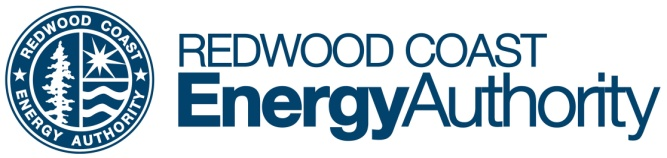 REDWOOD COAST
ENERGY AUTHORITY
REDWOOD COAST
EnergyAuthority